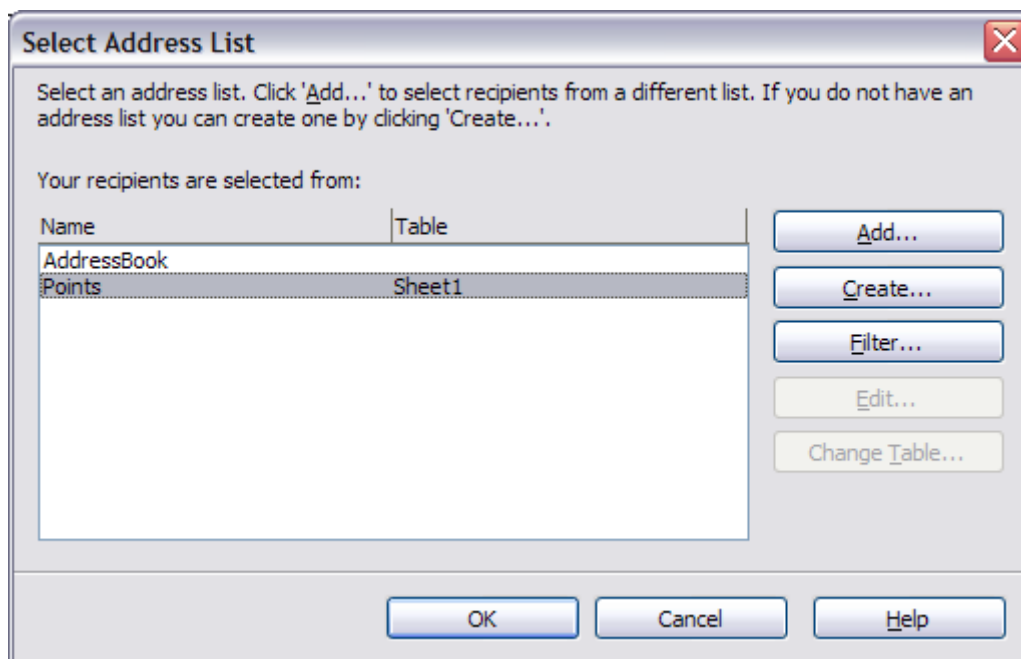 Select Address List
Select an address list. Click 'Add...' to select recipients from a different list. If you do not have an
address list you can create one by clicking 'Create...'.
Your recipients are selected from:
Name Table
AddressBook
Points Sheet1
Add...
Create...
Filter...
Edit...
Change Table...
OK Cancel Help